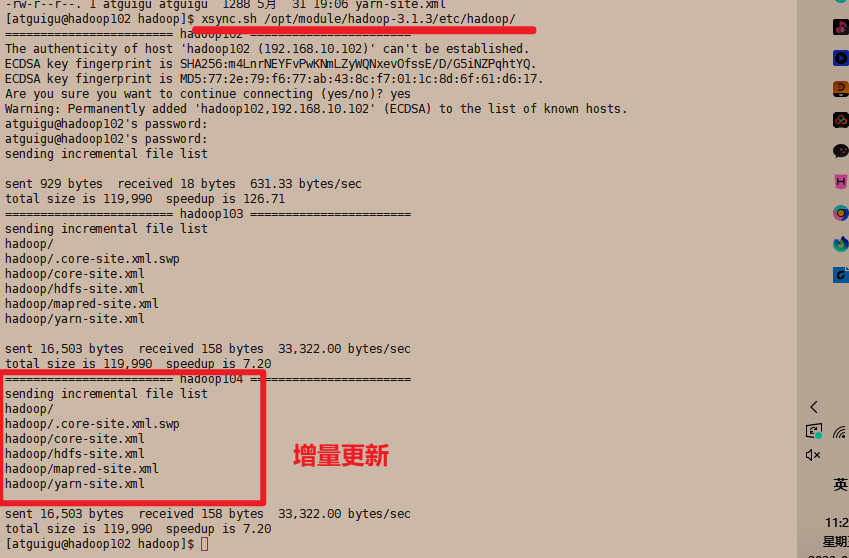 -rw-r--r--. 1 atguigu atguigu  1288 5月  31 19:06 yarn-site.xml
[atguigu@hadoop102 hadoop]$ xsync.sh /opt/module/hadoop-3.1.3/etc/hadoop/
======================== hadoop102 =======================
The authenticity of host 'hadoop102 (192.168.10.102)' can't be established.
ECDSA key fingerprint is SHA256:m4LnrNEYFvPwKNmLZyWQNxevOfssE/D/G5iNZPqhtYQ.
ECDSA key fingerprint is MD5:77:2e:79:f6:77:ab:43:8c:f7:01:1c:8d:6f:61:d6:17.
Are you sure you want to continue connecting (yes/no)? yes
Warning: Permanently added 'hadoop102,192.168.10.102' (ECDSA) to the list of known hosts.
atguigu@hadoop102's password:
atguigu@hadoop102's password:
sending incremental file list
sent 929 bytes  received 18 bytes  631.33 bytes/sec
total size is 119,990  speedup is 126.71
======================== hadoop103 =======================
sending incremental file list
hadoop/
hadoop/.core-site.xml.swp
hadoop/core-site.xml
hadoop/hdfs-site.xml
hadoop/mapred-site.xml
hadoop/yarn-site.xml
sent 16,503 bytes  received 158 bytes  33,322.00 bytes/sec
total size is 119,990  speedup is 7.20
======================== hadoop104 =======================
sending incremental file list
hadoop/
hadoop/.core-site.xml.swp
hadoop/core-site.xml
hadoop/hdfs-site.xml
hadoop/mapred-site.xml
hadoop/yarn-site.xml
增量更新
sent 16,503 bytes  received 158 bytes  33,322.00 bytes/sec
total size is 119,990  speedup is 7.20
[atguigu@hadoop102 hadoop]$
英
11:2
星期